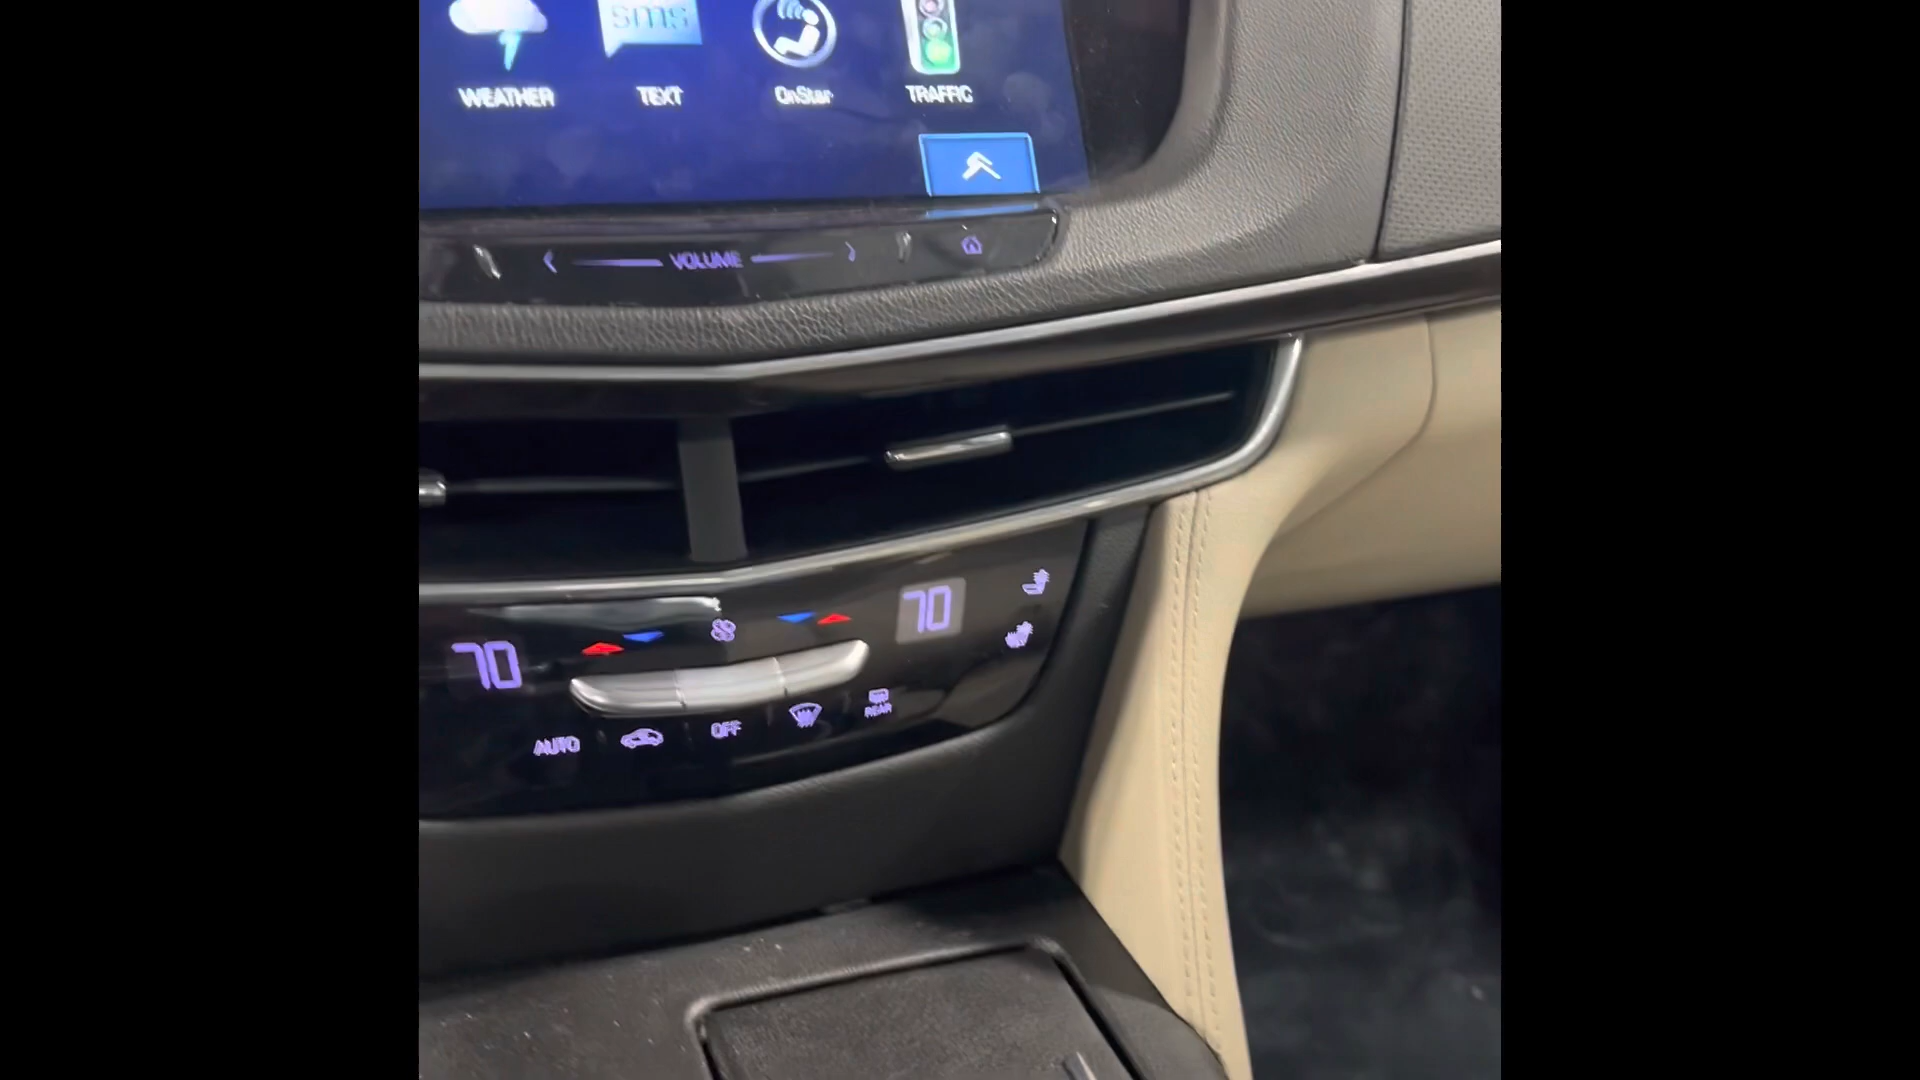 sms
WEATHER TEXT OnStar TRAFFIC
VOLUME
70 70
AUTO OFF REAR